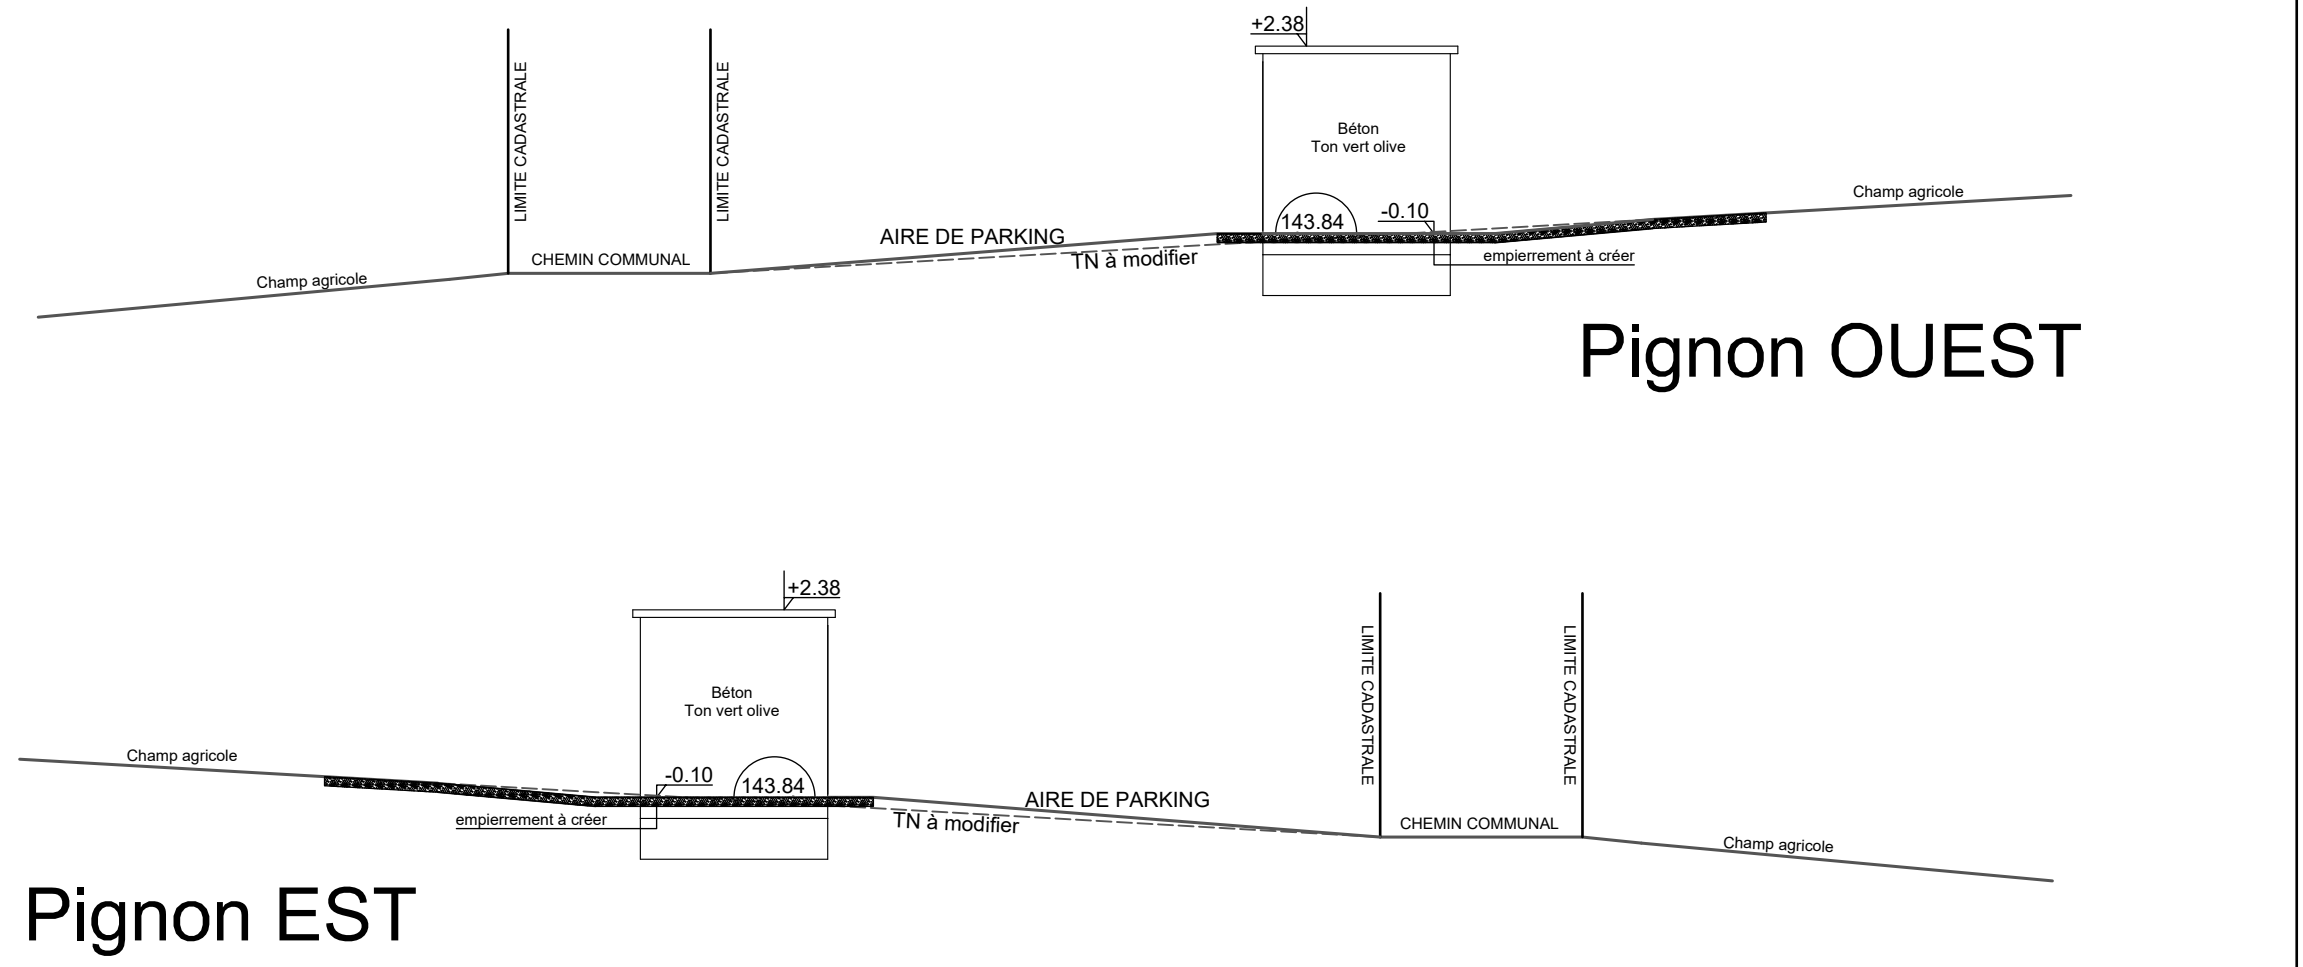 +2.38
LIMITE CADASTRALE
LIMITE CADASTRALE
Béton
Ton vert olive
Champ agricole
143.84
-0.10
AIRE DE PARKING
CHEMIN COMMUNAL
TN à modifier
empierrement à créer
Champ agricole
Pignon OUEST
+2.38
LIMITE CADASTRALE
LIMITE CADASTRALE
Béton
Ton vert olive
Champ agricole
-0.10
143.84
AIRE DE PARKING
empierrement à créer
TN à modifier
CHEMIN COMMUNAL
Champ agricole
Pignon EST